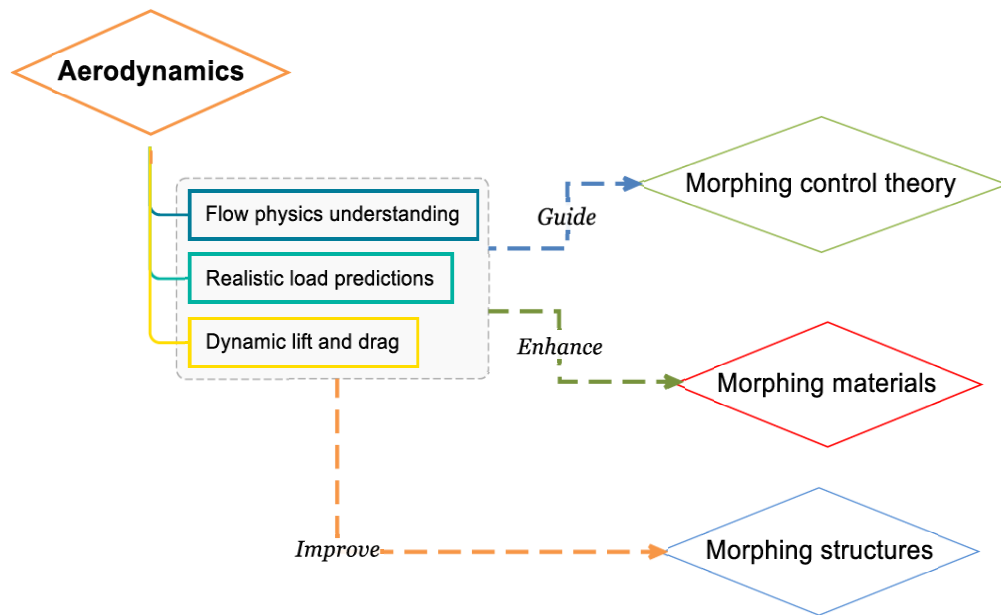 Aerodynamics
Flow physics understanding
Realistic load predictions
Dynamic lift and drag
Guide
Enhance
Improve
Morphing control theory
Morphing materials
Morphing structures